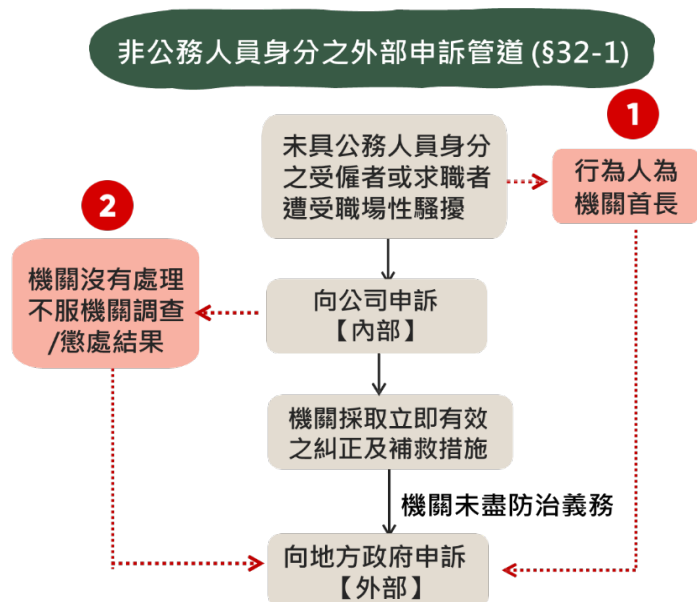 非公務人員身分之外部申訴管道 (§32-1)
1
未具公務人員身分
之受僱者或求職者
遭受職場性騷擾
行為人為
機關首長
2
機關沒有處理
不服機關調查
/懲處結果
向公司申訴
【內部】
機關採取立即有效
之糾正及補救措施
機關未盡防治義務
向地方政府申訴
【外部】